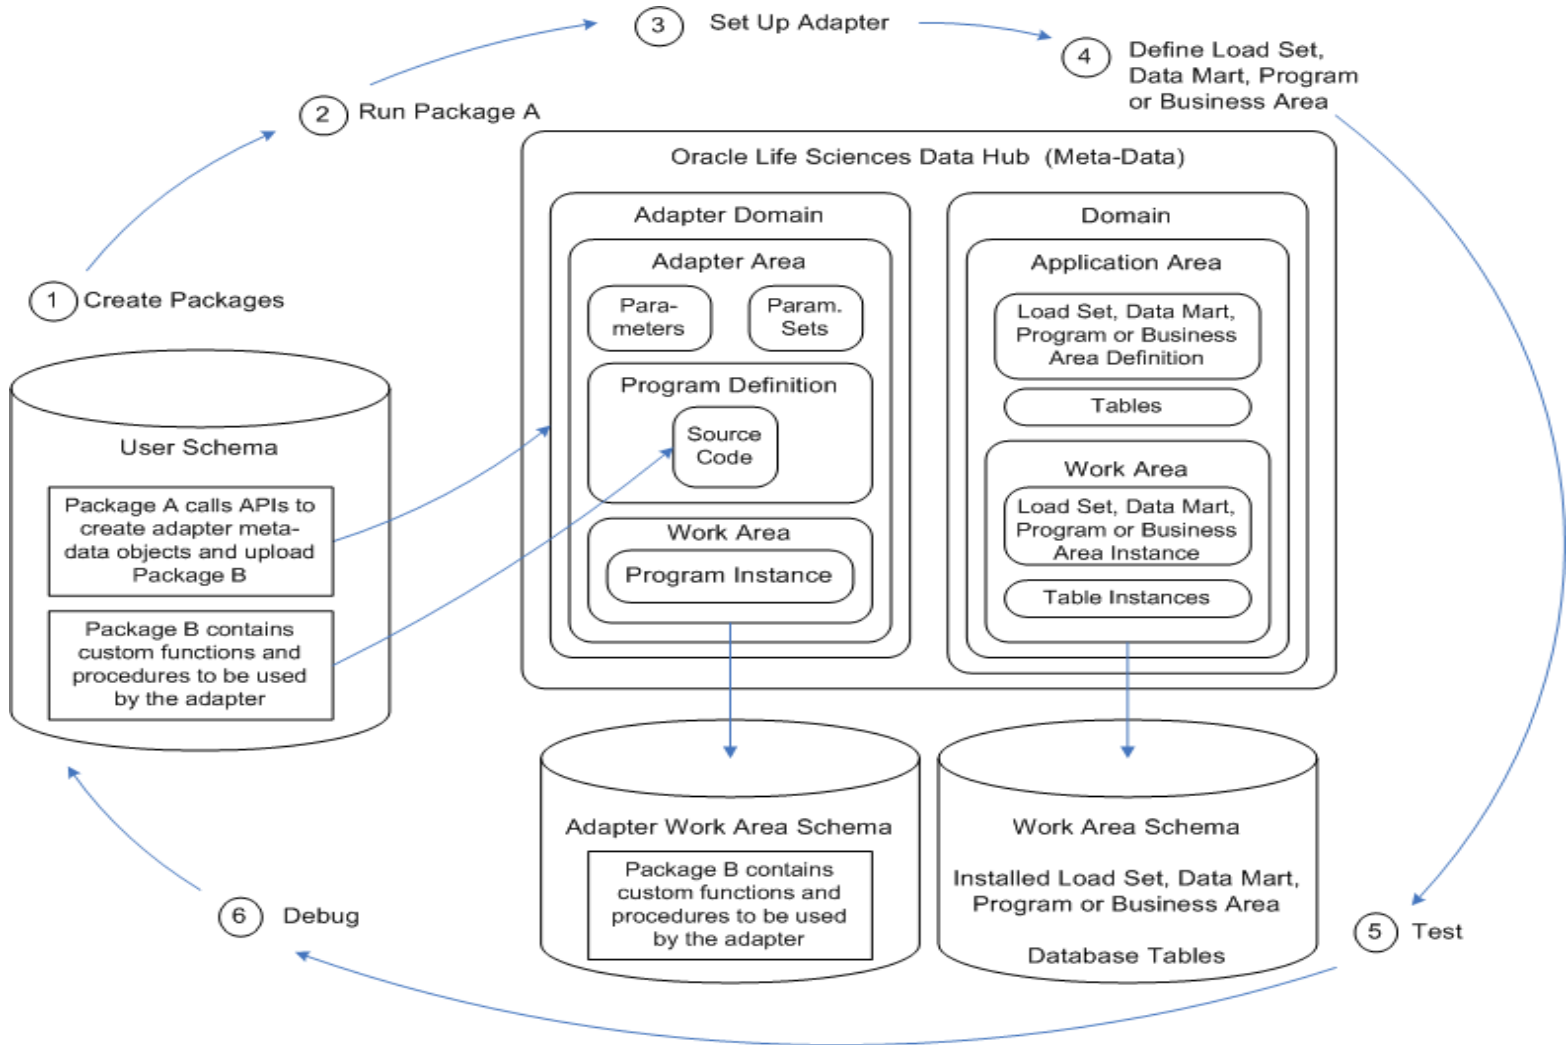 3 Set Up Adapter
4 Define Load Set,
Data Mart, Program
or Business Area
2 Run Package A
1 Create Packages
Oracle Life Sciences Data Hub (Meta-Data)
Adapter Domain
Adapter Area
Para-
meters
Param.
Sets
Program Definition
Source
Code
Work Area
Program Instance
Domain
Application Area
Load Set, Data Mart,
Program or Business
Area Definition
Tables
Work Area
Load Set, Data Mart,
Program or Business
Area Instance
Table Instances
User Schema
Package A calls APIs to
create adapter meta-
data objects and upload
Package B
Package B contains
custom functions and
procedures to be used
by the adapter
Adapter Work Area Schema
Package B contains
custom functions and
procedures to be used
by the adapter
Work Area Schema
Installed Load Set, Data Mart,
Program or Business Area
Database Tables
5 Test
6 Debug